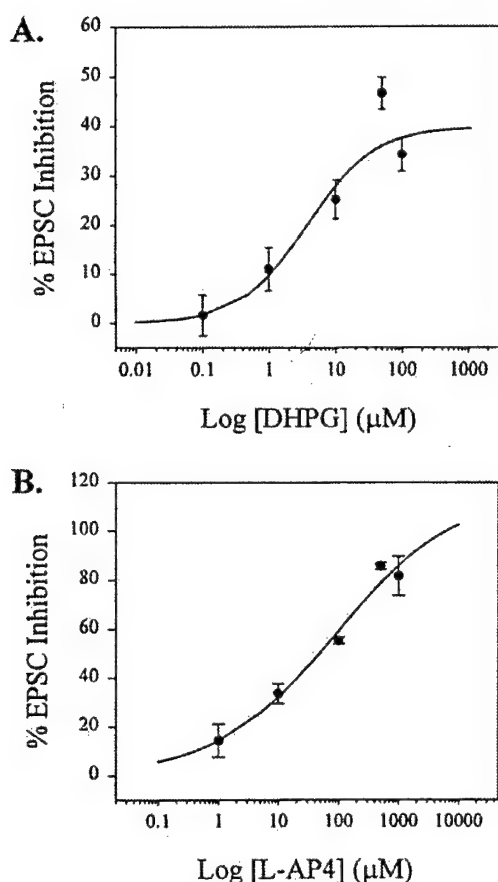 A.
60
50
40
30
20
10
0
% EPSC Inhibition
0.01 0.1 1 10 100 1000
Log [DHPG] (μM)
B.
120
100
80
60
40
20
0
% EPSC Inhibition
0.1 1 10 100 1000 10000
Log [L-AP4] (μM)